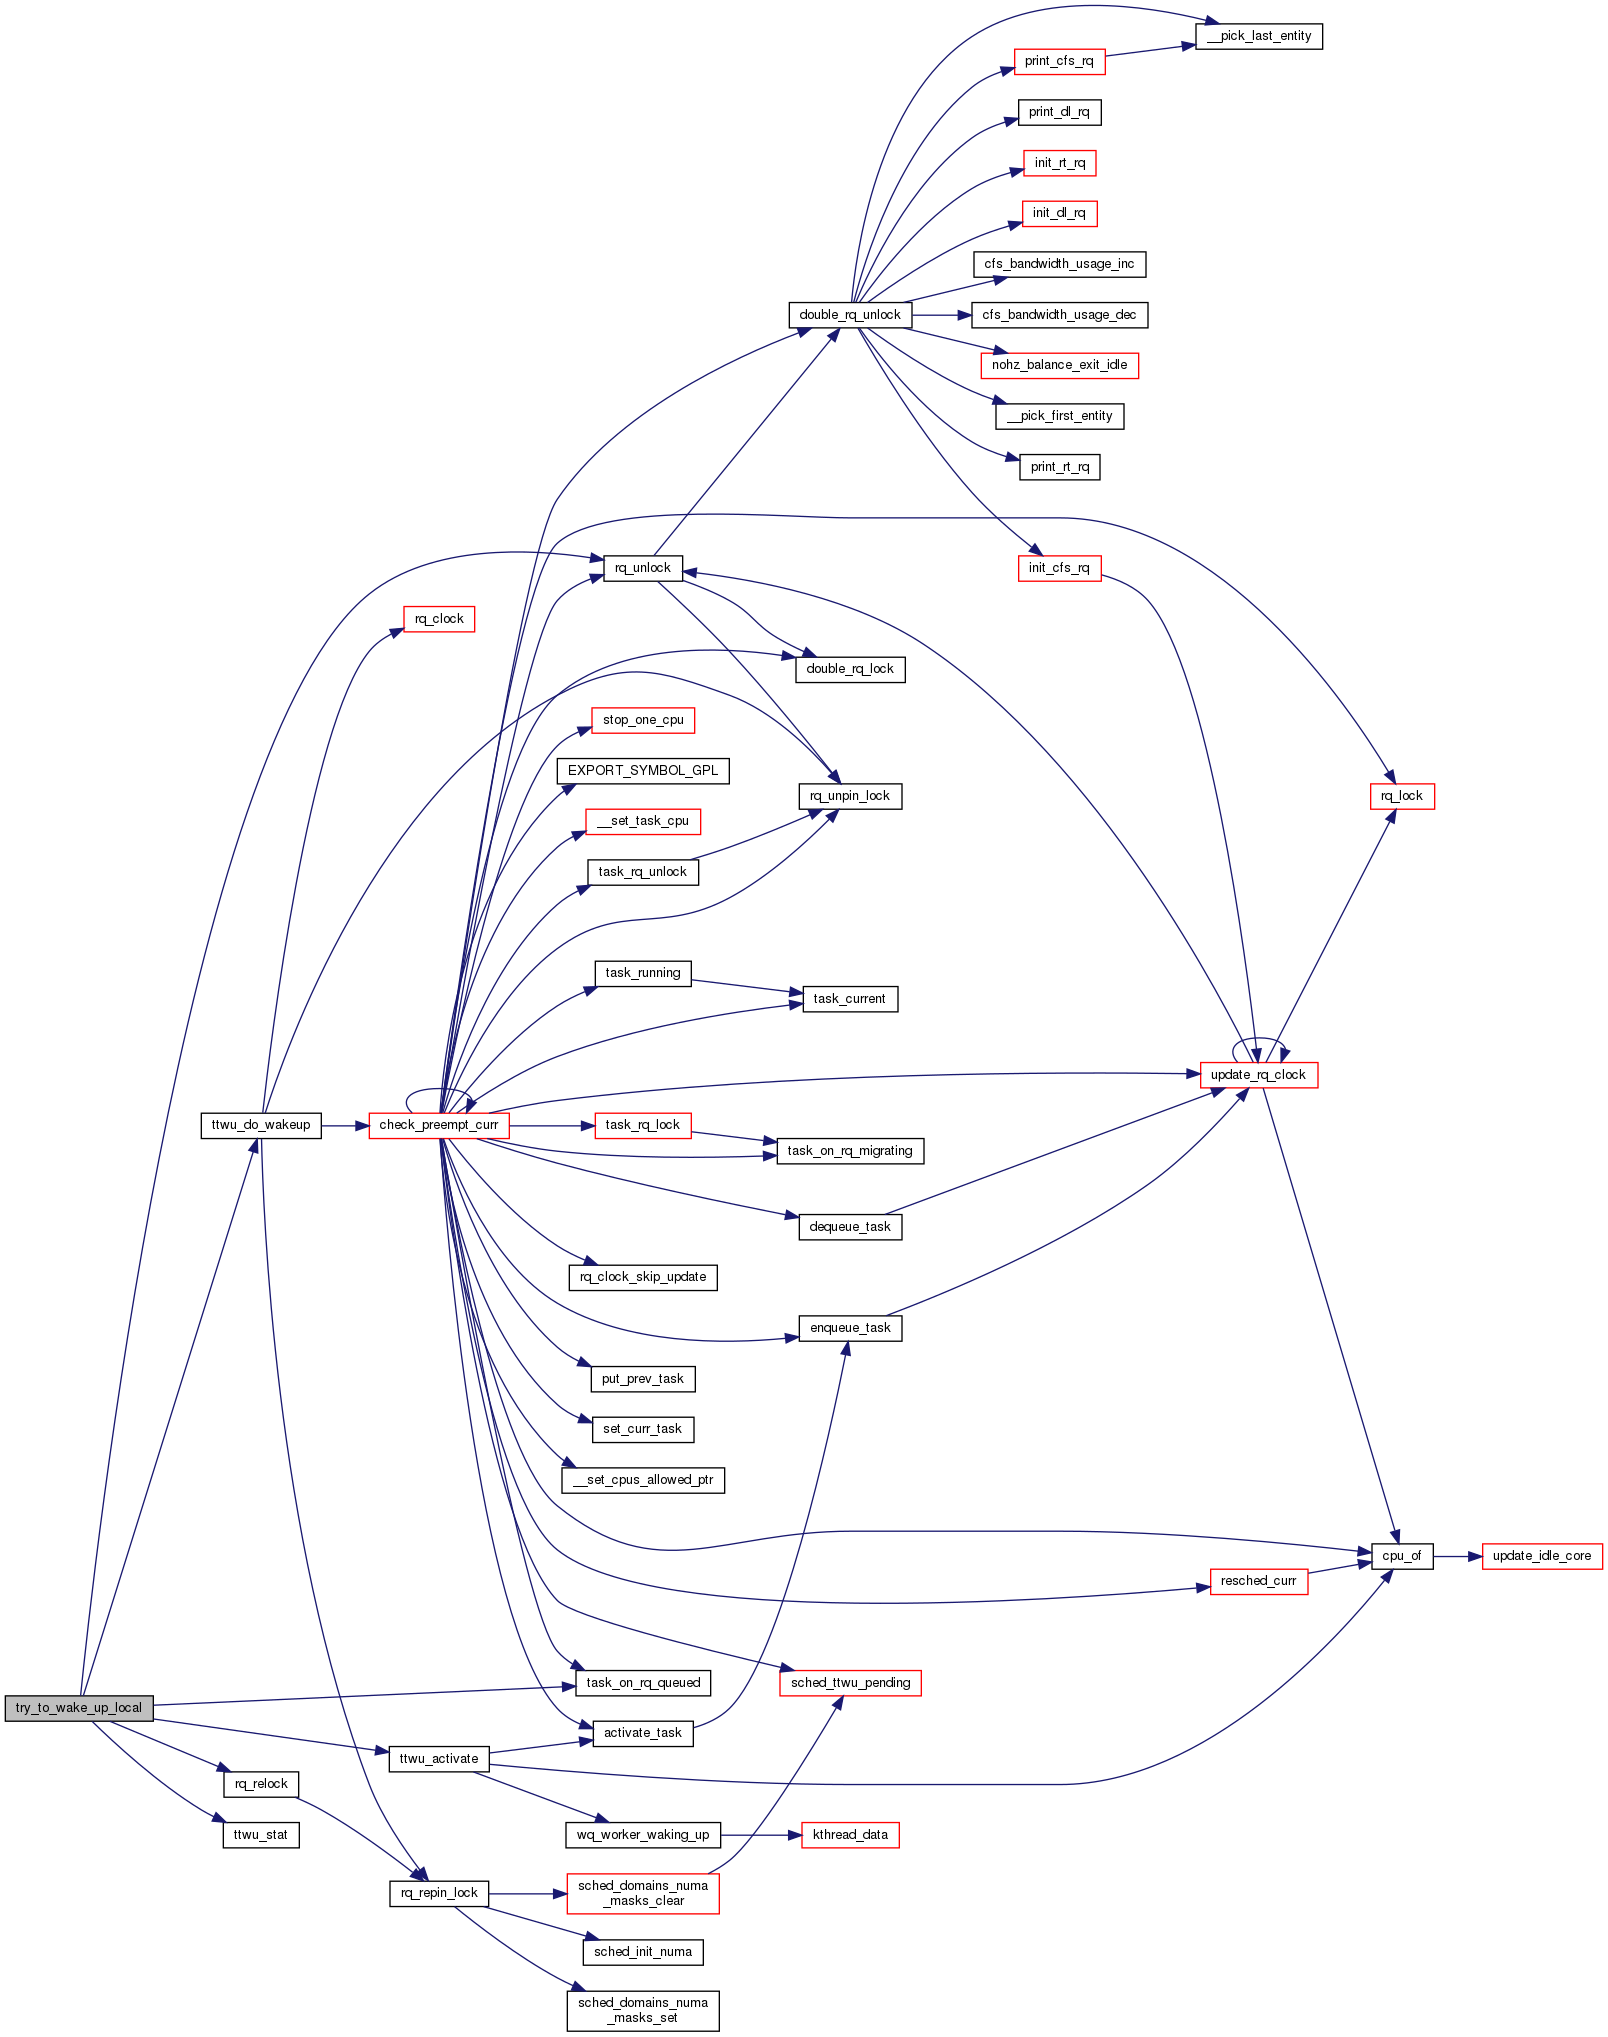 __pick_last_entity
print_cfs_rq
print_dl_rq
init_rt_rq
init_dl_rq
cfs_bandwidth_usage_inc
double_rq_unlock
cfs_bandwidth_usage_dec
nohz_balance_exit_idle
__pick_first_entity
print_rt_rq
rq_unlock
init_cfs_rq
rq_clock
double_rq_lock
stop_one_cpu
EXPORT_SYMBOL_GPL
rq_unpin_lock
rq_lock
__set_task_cpu
task_rq_unlock
task_running
task_current
update_rq_clock
ttwu_do_wakeup
check_preempt_curr
task_rq_lock
task_on_rq_migrating
dequeue_task
rq_clock_skip_update
enqueue_task
put_prev_task
set_curr_task
__set_cpus_allowed_ptr
cpu_of
update_idle_core
resched_curr
task_on_rq_queued
sched_ttwu_pending
try_to_wake_up_local
activate_task
ttwu_activate
rq_relock
ttwu_stat
wq_worker_waking_up
kthread_data
rq_repin_lock
sched_domains_numa
_masks_clear
sched_init_numa
sched_domains_numa
_masks_set